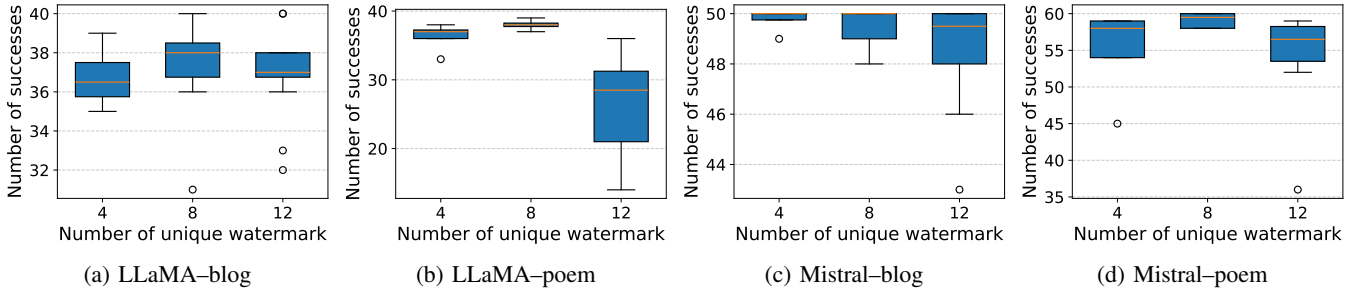 Number of successes
40
38
36
34
32
4
8
12
Number of unique watermark
(a) LLaMA–blog
Number of successes
40
30
20
4
8
12
Number of unique watermark
(b) LLaMA–poem
Number of successes
50
48
46
44
4
8
12
Number of unique watermark
(c) Mistral–blog
Number of successes
60
55
50
45
40
35
4
8
12
Number of unique watermark
(d) Mistral–poem